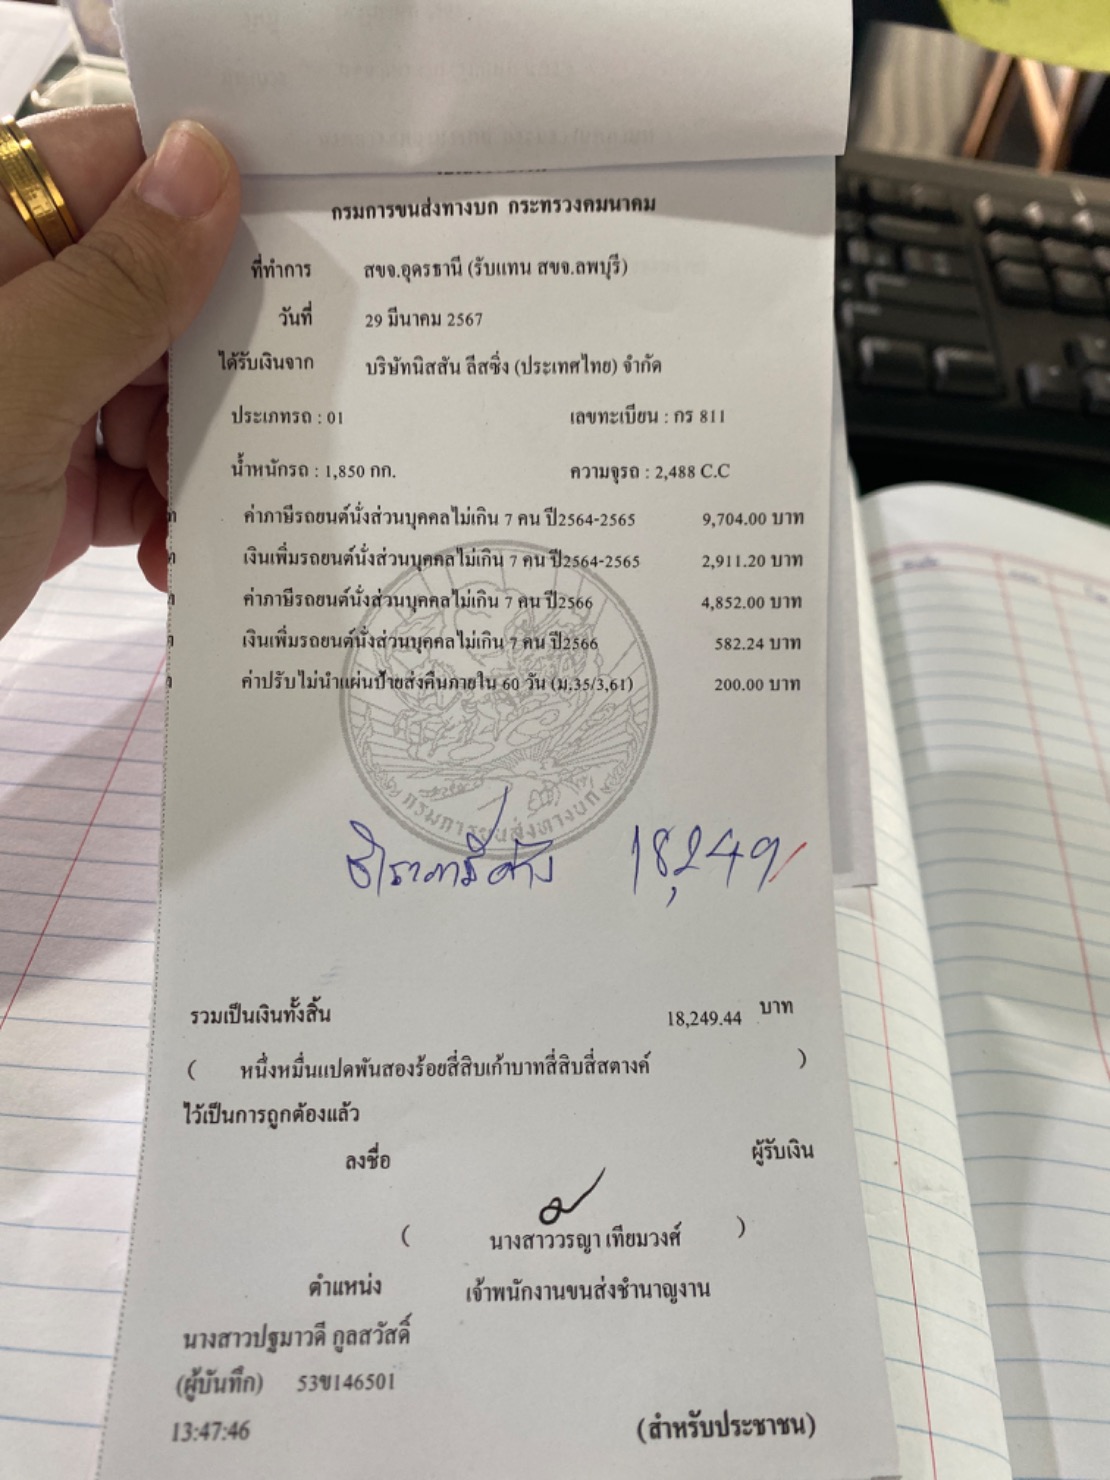 กรมการขนส่งทางบก กระทรวงคมนาคม
ที่ทำการ สขจ.อุดรธานี (รับแทน สขจ.ลพบุรี)
วันที่ 29 มีนาคม 2567
ได้รับเงินจาก บริษัทนิสสัน ลีสซิ่ง (ประเทศไทย) จำกัด
ประเภทรถ : 01 เลขทะเบียน : กร 811
น้ำหนักรถ : 1,850 กก. ความจุรถ : 2,488 C.C
ค่าภาษีรถยนต์นั่งส่วนบุคคลไม่เกิน 7 คน ปี2564-2565 9,704.00 บาท
เงินเพิ่มรถยนต์นั่งส่วนบุคคลไม่เกิน 7 คน ปี2564-2565 2,911.20 บาท
ค่าภาษีรถยนต์นั่งส่วนบุคคลไม่เกิน 7 คน ปี2566 4,852.00 บาท
เงินเพิ่มรถยนต์นั่งส่วนบุคคลไม่เกิน 7 คน ปี2566 582.24 บาท
ค่าปรับไม่นำแผ่นป้ายส่งคืนภายใน 60 วัน (ม.35/3,61) 200.00 บาท
กรมการขนส่งทางบก
18,249
รวมเป็นเงินทั้งสิ้น 18,249.44 บาท
( หนึ่งหมื่นแปดพันสองร้อยสี่สิบเก้าบาทสี่สิบสี่สตางค์ )
ไว้เป็นการถูกต้องแล้ว
ลงชื่อ ผู้รับเงิน
( นางสาววรญา เทียมวงศ์ )
ตำแหน่ง เจ้าพนักงานขนส่งชำนาญงาน
นางสาวปฐมาวดี กูลสวัสดิ์
(ผู้บันทึก) 53ข146501
13:47:46 (สำหรับประชาชน)